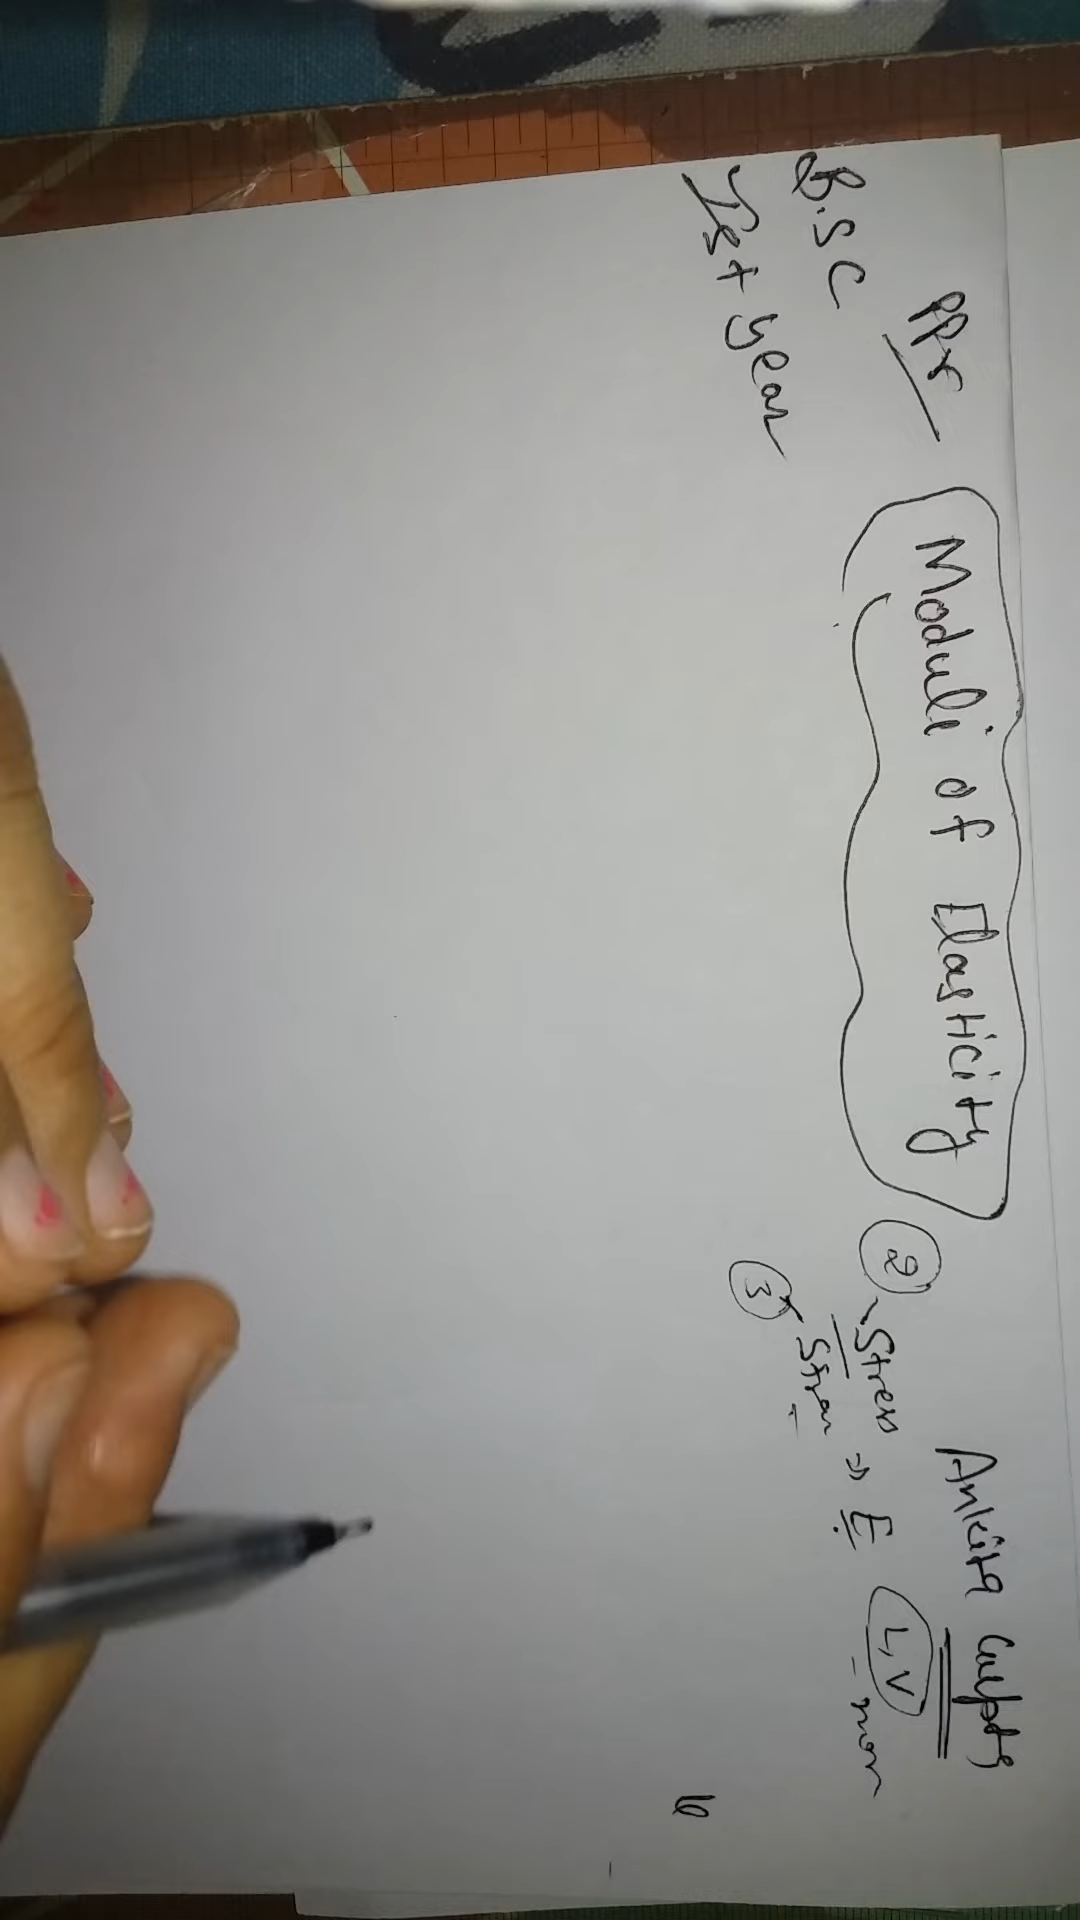 PPr
Moduli of Elasticity
Ankita Gupta
B.SC
Ist year
2 Stress
3 Strain ⇒ E
L, V